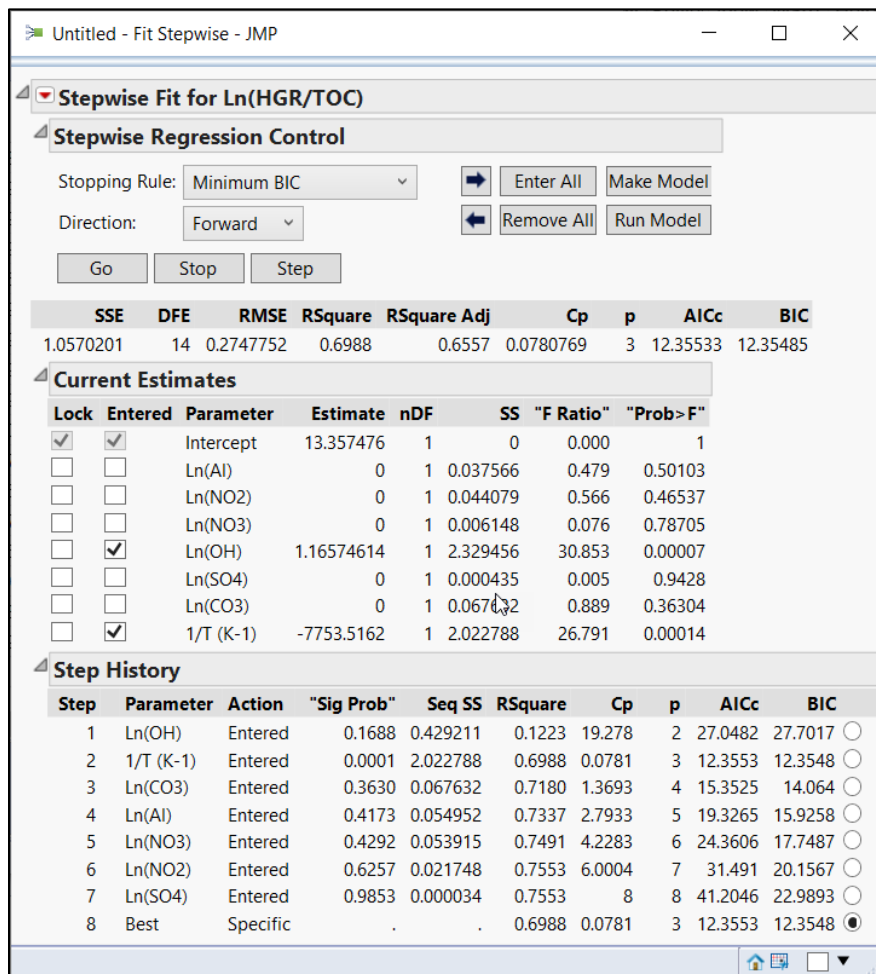 Untitled - Fit Stepwise - JMP
Stepwise Fit for Ln(HGR/TOC)
Stepwise Regression Control
Stopping Rule: Minimum BIC Enter All Make Model
Direction: Forward Remove All Run Model
Go Stop Step
SSE DFE RMSE RSquare RSquare Adj Cp p AICc BIC
1.0570201 14 0.2747752 0.6988 0.6557 0.0780769 3 12.35533 12.35485
Current Estimates
Lock Entered Parameter Estimate nDF SS "F Ratio" "Prob>F"
Intercept 13.357476 1 0 0.000 1
Ln(Al) 0 1 0.037566 0.479 0.50103
Ln(NO2) 0 1 0.044079 0.566 0.46537
Ln(NO3) 0 1 0.006148 0.076 0.78705
Ln(OH) 1.16574614 1 2.329456 30.853 0.00007
Ln(SO4) 0 1 0.000435 0.005 0.9428
Ln(CO3) 0 1 0.067632 0.889 0.36304
1/T (K-1) -7753.5162 1 2.022788 26.791 0.00014
Step History
Step Parameter Action "Sig Prob" Seq SS RSquare Cp p AICc BIC
1 Ln(OH) Entered 0.1688 0.429211 0.1223 19.278 2 27.0482 27.7017
2 1/T (K-1) Entered 0.0001 2.022788 0.6988 0.0781 3 12.3553 12.3548
3 Ln(CO3) Entered 0.3630 0.067632 0.7180 1.3693 4 15.3525 14.064
4 Ln(Al) Entered 0.4173 0.054952 0.7337 2.7933 5 19.3265 15.9258
5 Ln(NO3) Entered 0.4292 0.053915 0.7491 4.2283 6 24.3606 17.7487
6 Ln(NO2) Entered 0.6257 0.021748 0.7553 6.0004 7 31.491 20.1567
7 Ln(SO4) Entered 0.9853 0.000034 0.7553 8 8 41.2046 22.9893
8 Best Specific . . 0.6988 0.0781 3 12.3553 12.3548